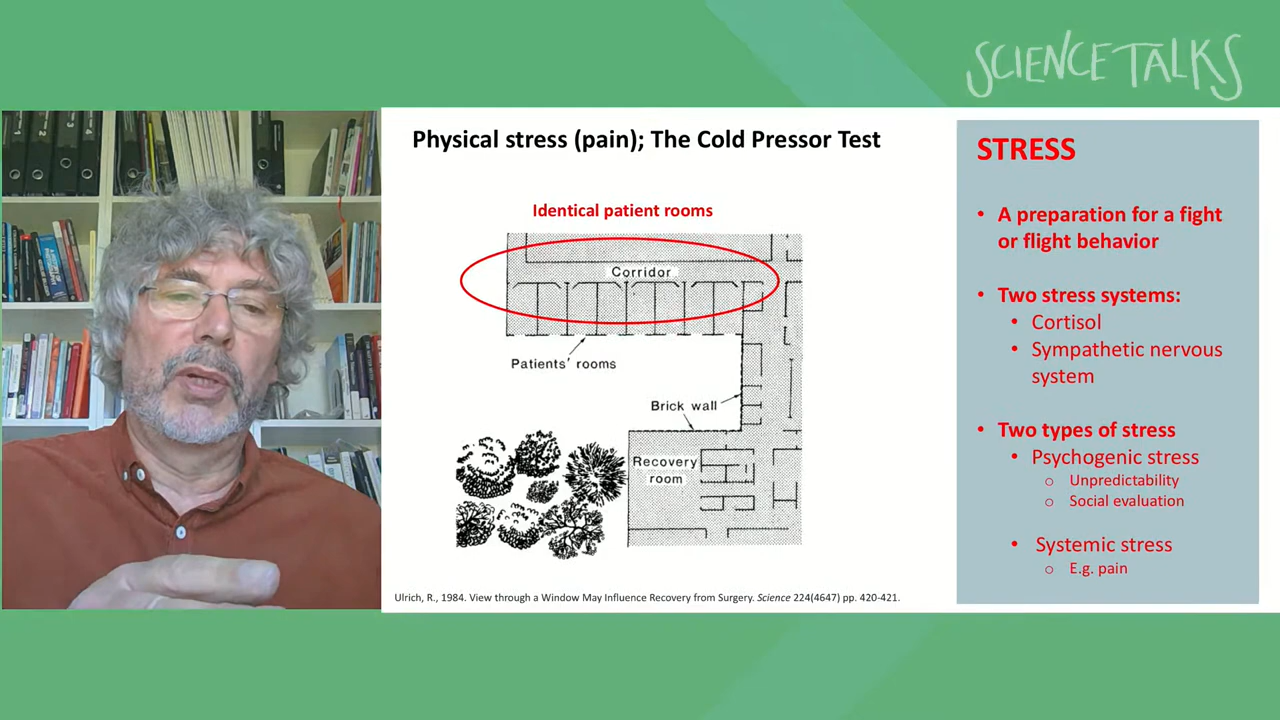 SCIENCE TALKS
Physical stress (pain); The Cold Pressor Test
Identical patient rooms
Corridor
Patients' rooms
Brick wall
Recovery
room
Ulrich, R., 1984. View through a Window May Influence Recovery from Surgery. Science 224(4647) pp. 420-421.
STRESS
• A preparation for a fight
or flight behavior
• Two stress systems:
• Cortisol
• Sympathetic nervous
system
• Two types of stress
• Psychogenic stress
o Unpredictability
o Social evaluation
• Systemic stress
o E.g. pain